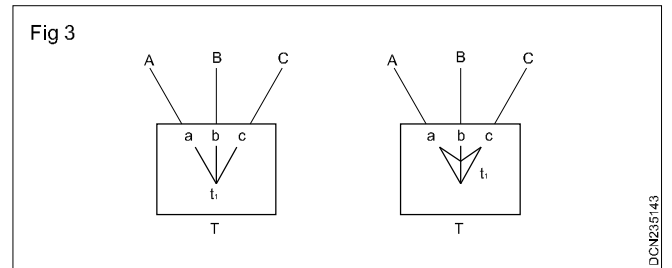 Fig 3
A B C
a b c
t₁
T
A B C
a b c
t₁
T
DCN235143